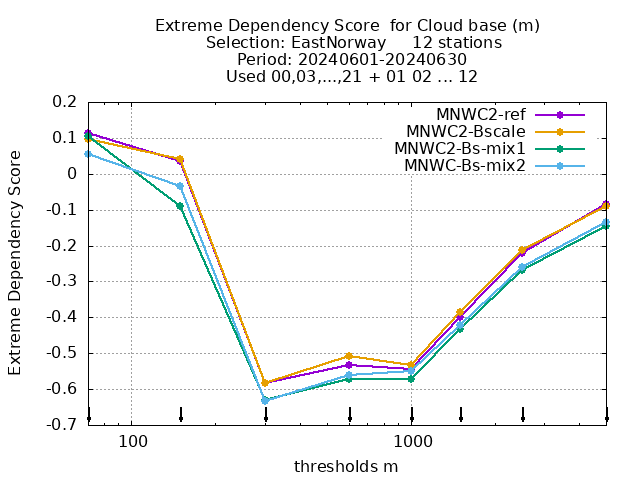 Extreme Dependency Score  for Cloud base (m)
Selection: EastNorway     12 stations
Period: 20240601-20240630
Used 00,03,...,21 + 01 02 ... 12
MNWC2-ref
MNWC2-Bscale
MNWC2-Bs-mix1
MNWC-Bs-mix2
Extreme Dependency Score
0.2
0.1
0
-0.1
-0.2
-0.3
-0.4
-0.5
-0.6
-0.7
100
1000
thresholds m